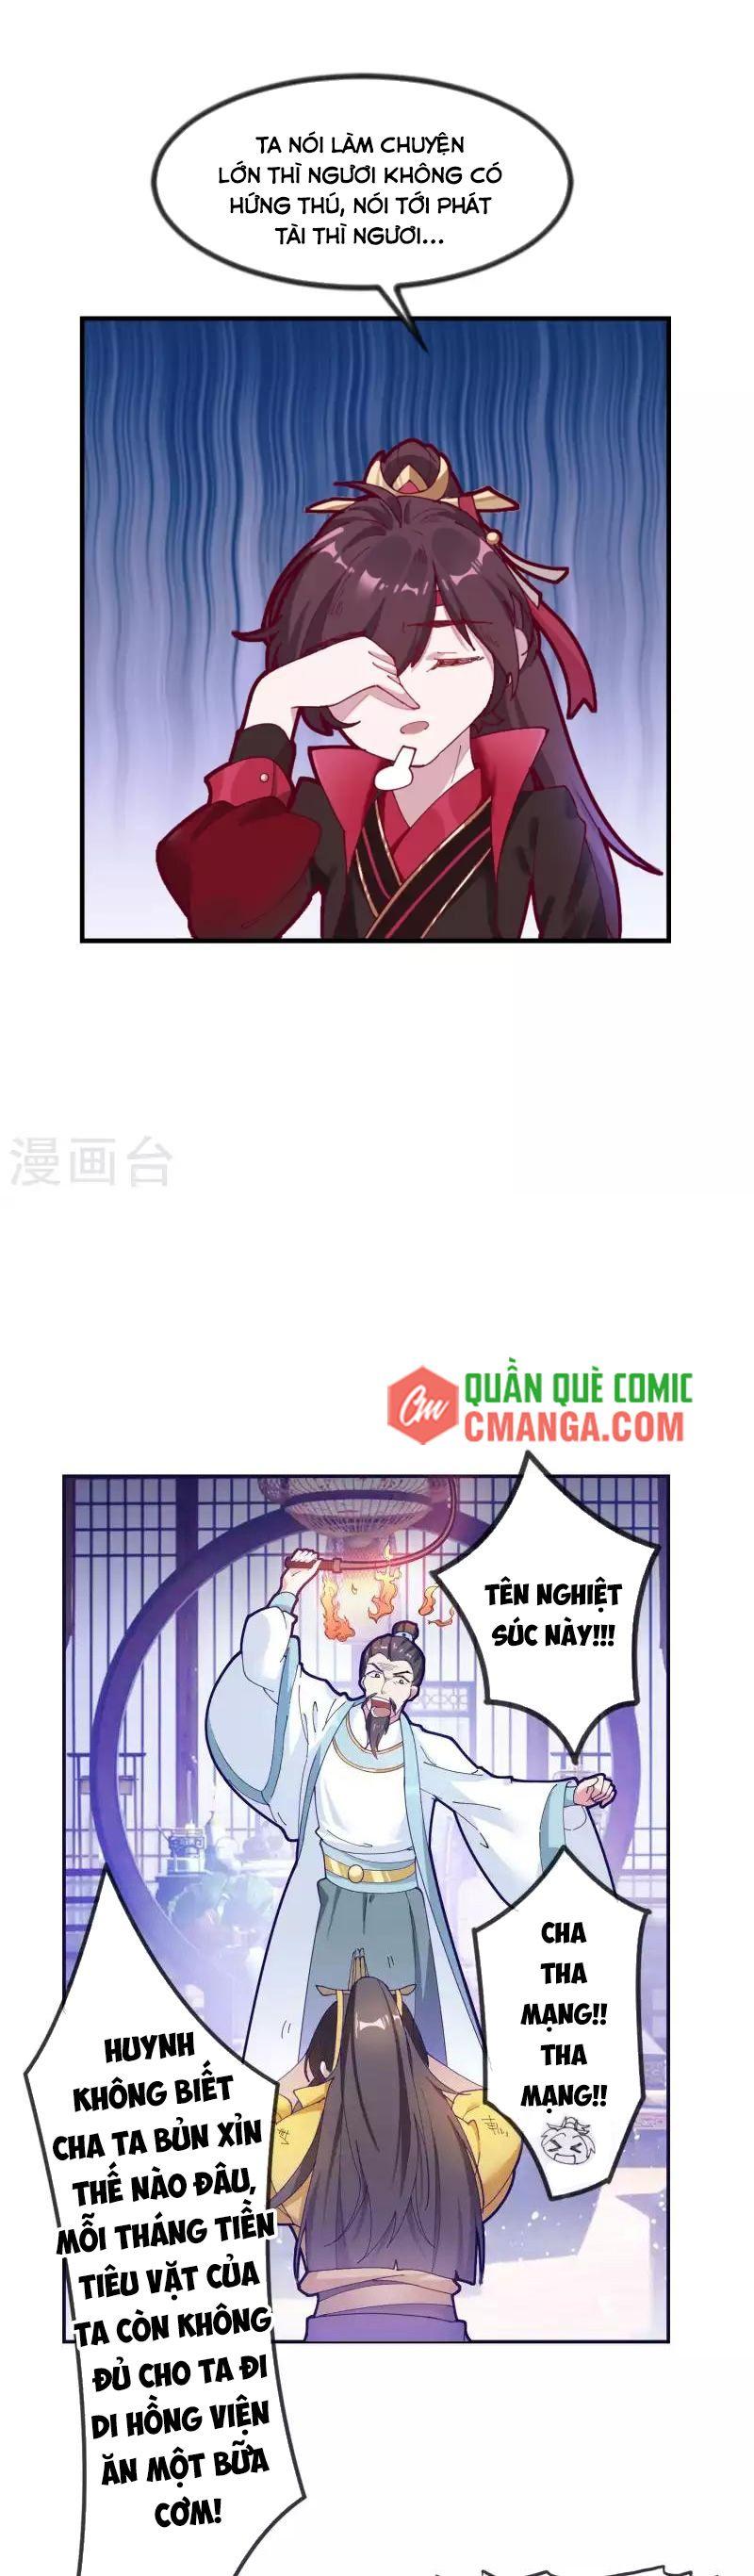 TA NÓI LÀM CHUYỆN
LỚN THÌ NGƯƠI KHÔNG CÓ
HỨNG THÚ, NÓI TỚI PHÁT
TÀI THÌ NGƯƠI...
漫画台
QUẦN QUÈ COMIC
CMANGA.COM
TÊN NGHIỆT
SÚC NÀY!!!
CHA
THA
MẠNG!!
THA
MẠNG!!
HUYNH
KHÔNG BIẾT
CHA TA BỦN XỈN
THẾ NÀO ĐÂU,
MỖI THÁNG TIỀN
TIÊU VẶT CỦA
TA CÒN KHÔNG
ĐỦ CHO TA ĐI
DI HỒNG VIỆN
ĂN MỘT BỮA
CƠM!